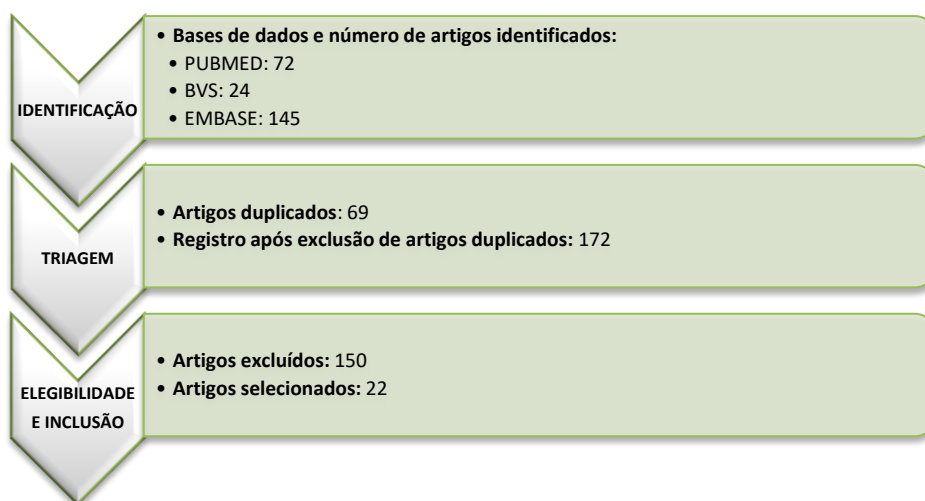 IDENTIFICAÇÃO
• Bases de dados e número de artigos identificados:
• PUBMED: 72
• BVS: 24
• EMBASE: 145
TRIAGEM
• Artigos duplicados: 69
• Registro após exclusão de artigos duplicados: 172
ELEGIBILIDADE
E INCLUSÃO
• Artigos excluídos: 150
• Artigos selecionados: 22